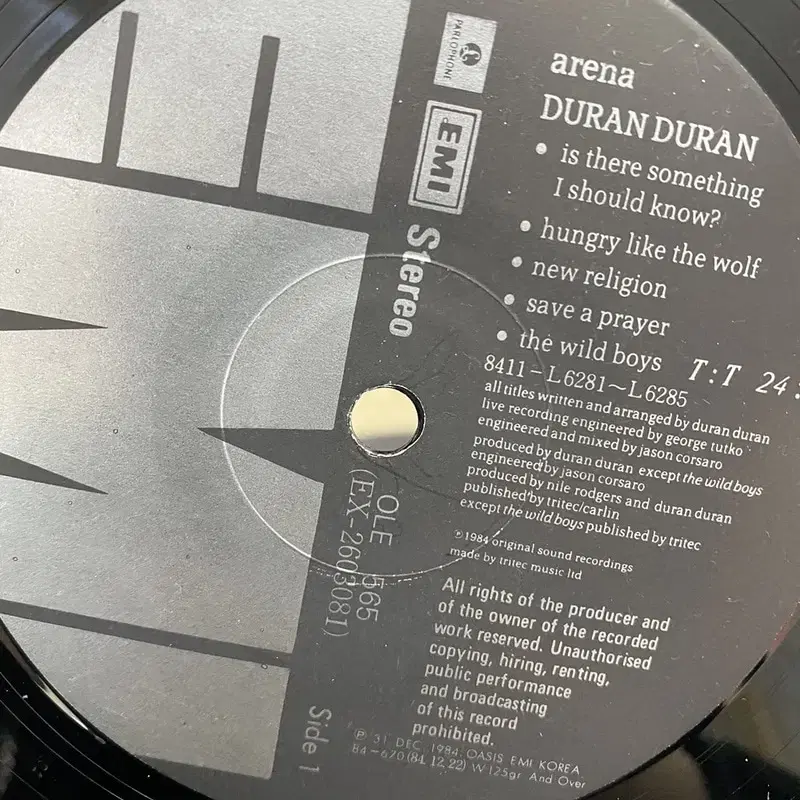 PARLOPHONE
EMI
Stereo
arena
DURAN DURAN
• is there something
I should know?
• hungry like the wolf
• new religion
• save a prayer
• the wild boys T:T 24:
8411-L6281~L6285
all titles written and arranged by duran duran
live recording engineered by george tutko
engineered and mixed by jason corsaro
produced by duran duran except the wild boys
engineered by jason corsaro
produced by nile rodgers and duran duran
published by tritec/carlin
except the wild boys published by tritec
℗1984 original sound recordings
made by tritec music ltd
OLE 565
(EX-2603081)
All rights of the producer and
of the owner of the recorded
work reserved. Unauthorised
copying, hiring, renting,
public performance
and broadcasting
of this record
prohibited.
Side 1
℗ 31 DEC. 1984. OASIS EMI KOREA
84-670(84. 12. 22) W 125gr And Over